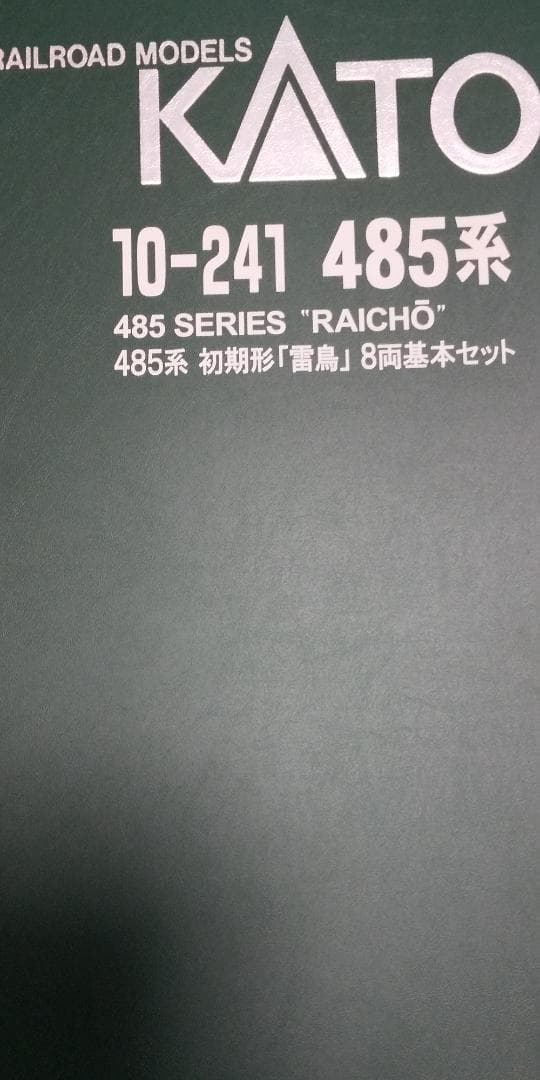 RAILROAD MODELS
KATO
10-241 485系
485 SERIES "RAICHŌ"
485系 初期形「雷鳥」 8両基本セット